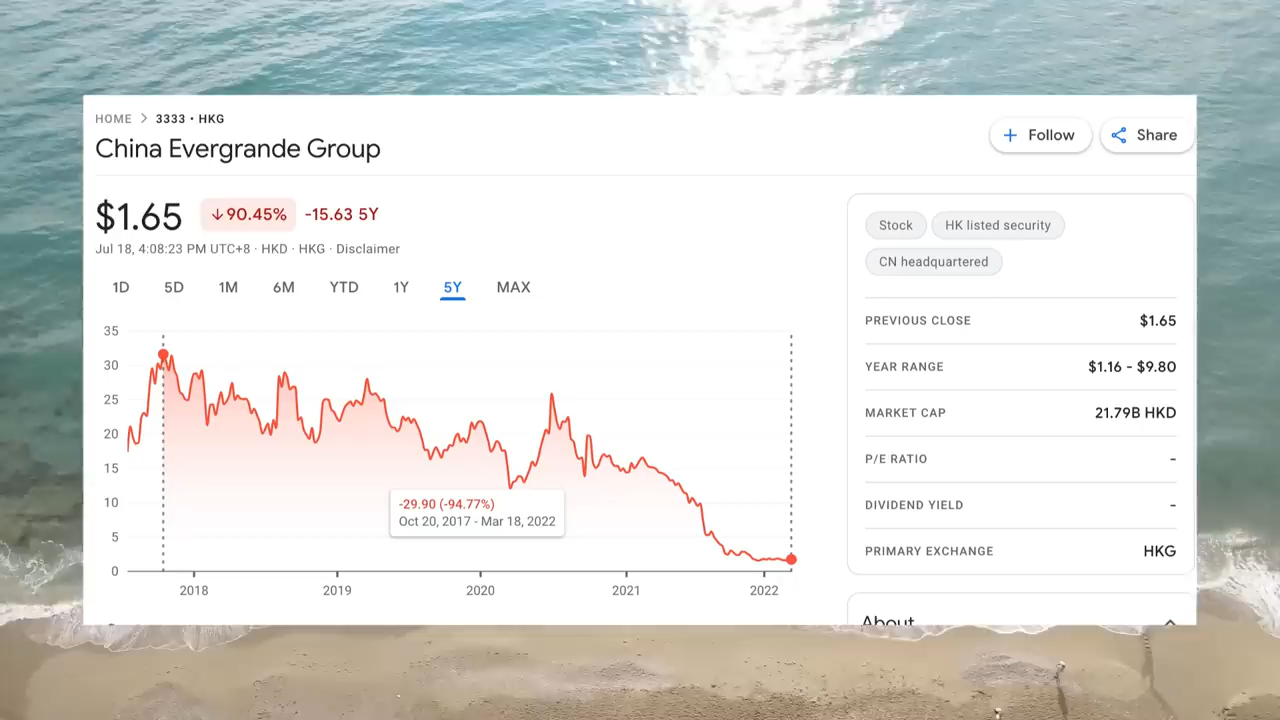 HOME > 3333 • HKG
China Evergrande Group
+ Follow
Share
$1.65 ↓90.45% -15.63 5Y
Jul 18, 4:08:23 PM UTC+8 · HKD · HKG · Disclaimer
1D 5D 1M 6M YTD 1Y 5Y MAX
35
30
25
20
15
10
5
0
-29.90 (-94.77%)
Oct 20, 2017 - Mar 18, 2022
2018 2019 2020 2021 2022
Stock
HK listed security
CN headquartered
PREVIOUS CLOSE $1.65
YEAR RANGE $1.16 - $9.80
MARKET CAP 21.79B HKD
P/E RATIO -
DIVIDEND YIELD -
PRIMARY EXCHANGE HKG
About